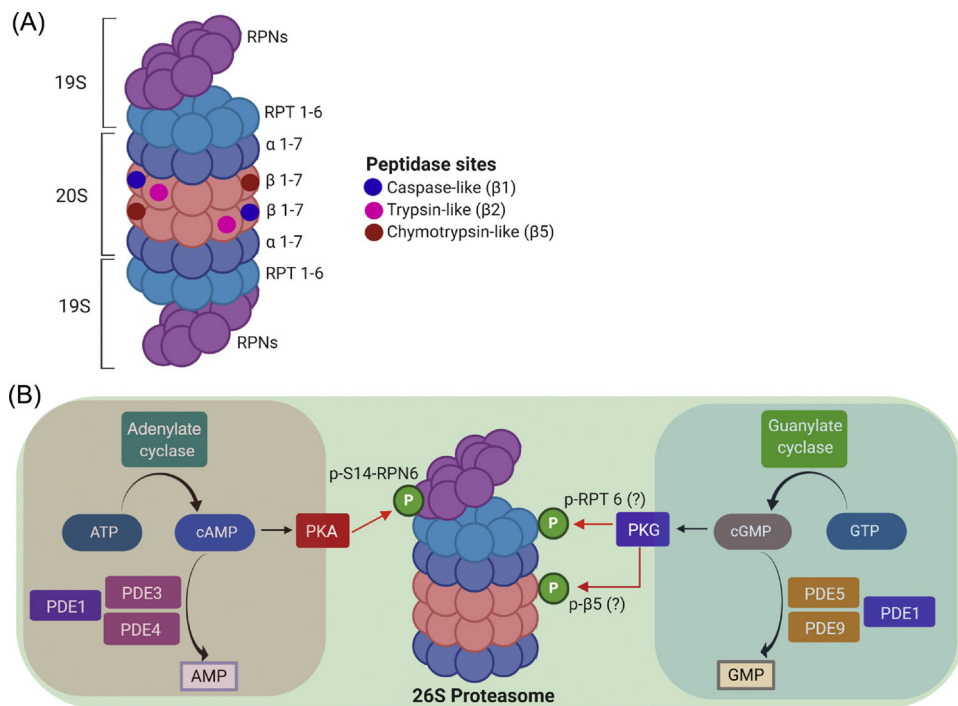 (A)
RPNs
19S
RPT 1-6
α 1-7
20S
β 1-7
β 1-7
α 1-7
RPT 1-6
19S
RPNs
Peptidase sites
Caspase-like (β1)
Trypsin-like (β2)
Chymotrypsin-like (β5)
(B)
Adenylate
cyclase
ATP
cAMP
PKA
PDE1
PDE3
PDE4
AMP
p-S14-RPN6
P
p-RPT 6 (?)
P
P
p-β5 (?)
PKG
26S Proteasome
Guanylate
cyclase
cGMP
GTP
PDE5
PDE9
PDE1
GMP